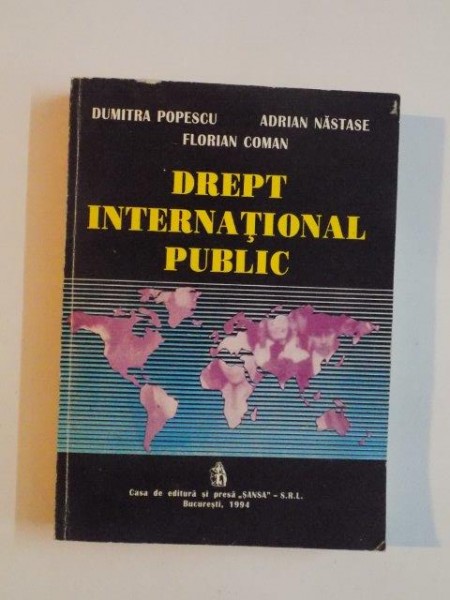 DUMITRA POPESCU ADRIAN NĂSTASE
FLORIAN COMAN
DREPT
INTERNAŢIONAL
PUBLIC
Casa de editură şi presă „ŞANSA" - S.R.L.
Bucureşti, 1994